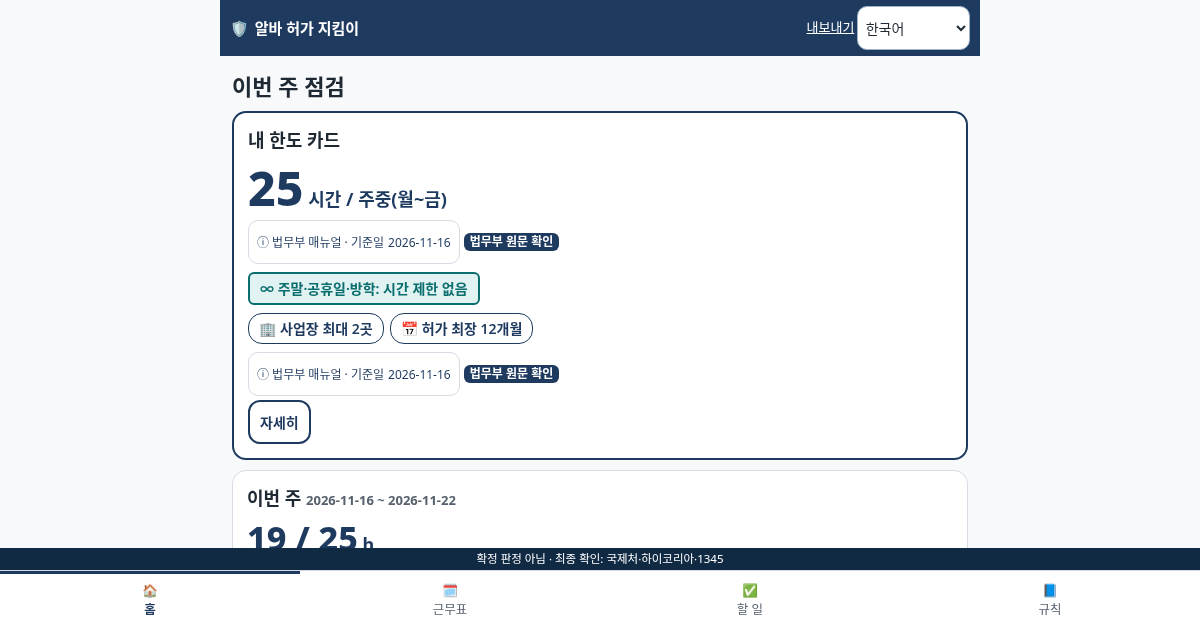 알바 허가 지킴이
내보내기
한국어
이번 주 점검
내 한도 카드
25 시간 / 주중(월~금)
ⓘ 법무부 매뉴얼 · 기준일 2026-11-16 법무부 원문 확인
∞ 주말·공휴일·방학: 시간 제한 없음
사업장 최대 2곳 허가 최장 12개월
ⓘ 법무부 매뉴얼 · 기준일 2026-11-16 법무부 원문 확인
자세히
이번 주 2026-11-16 ~ 2026-11-22
19 / 25 h
확정 판정 아님 · 최종 확인: 국제처·하이코리아·1345
홈
근무표
할 일
규칙